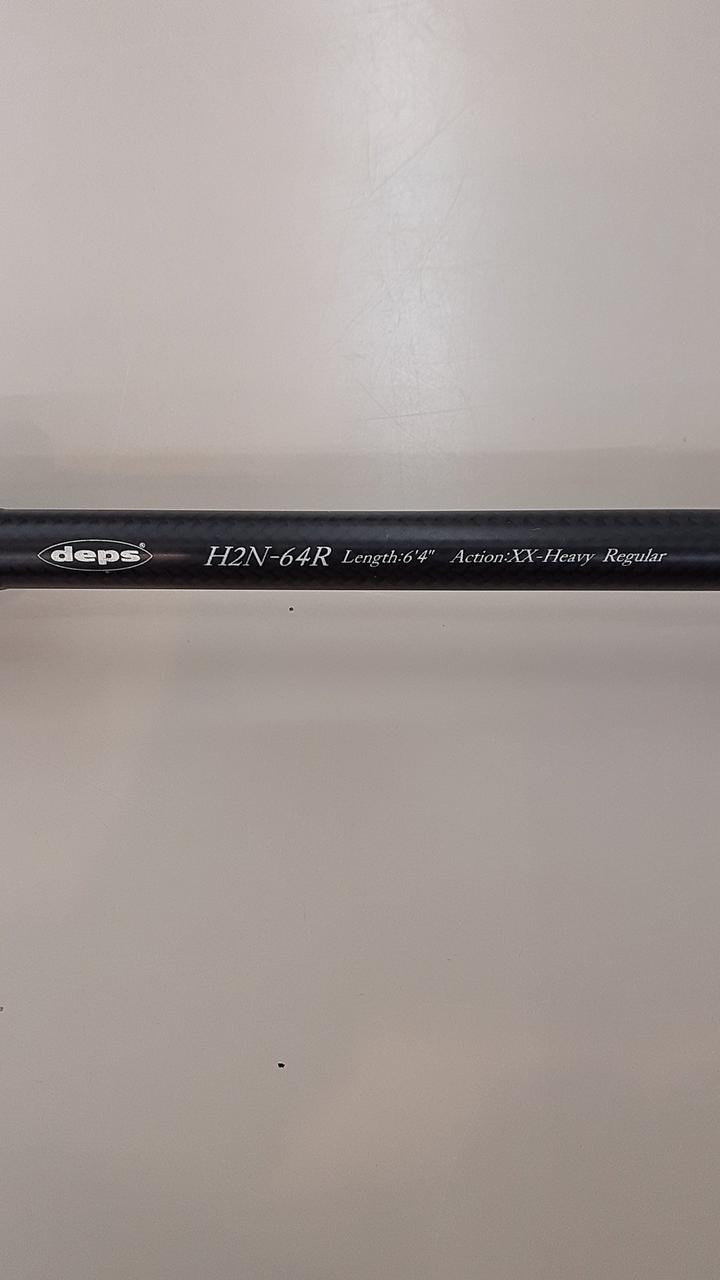 deps® H2N-64R Length:6'4" Action:XX-Heavy Regular